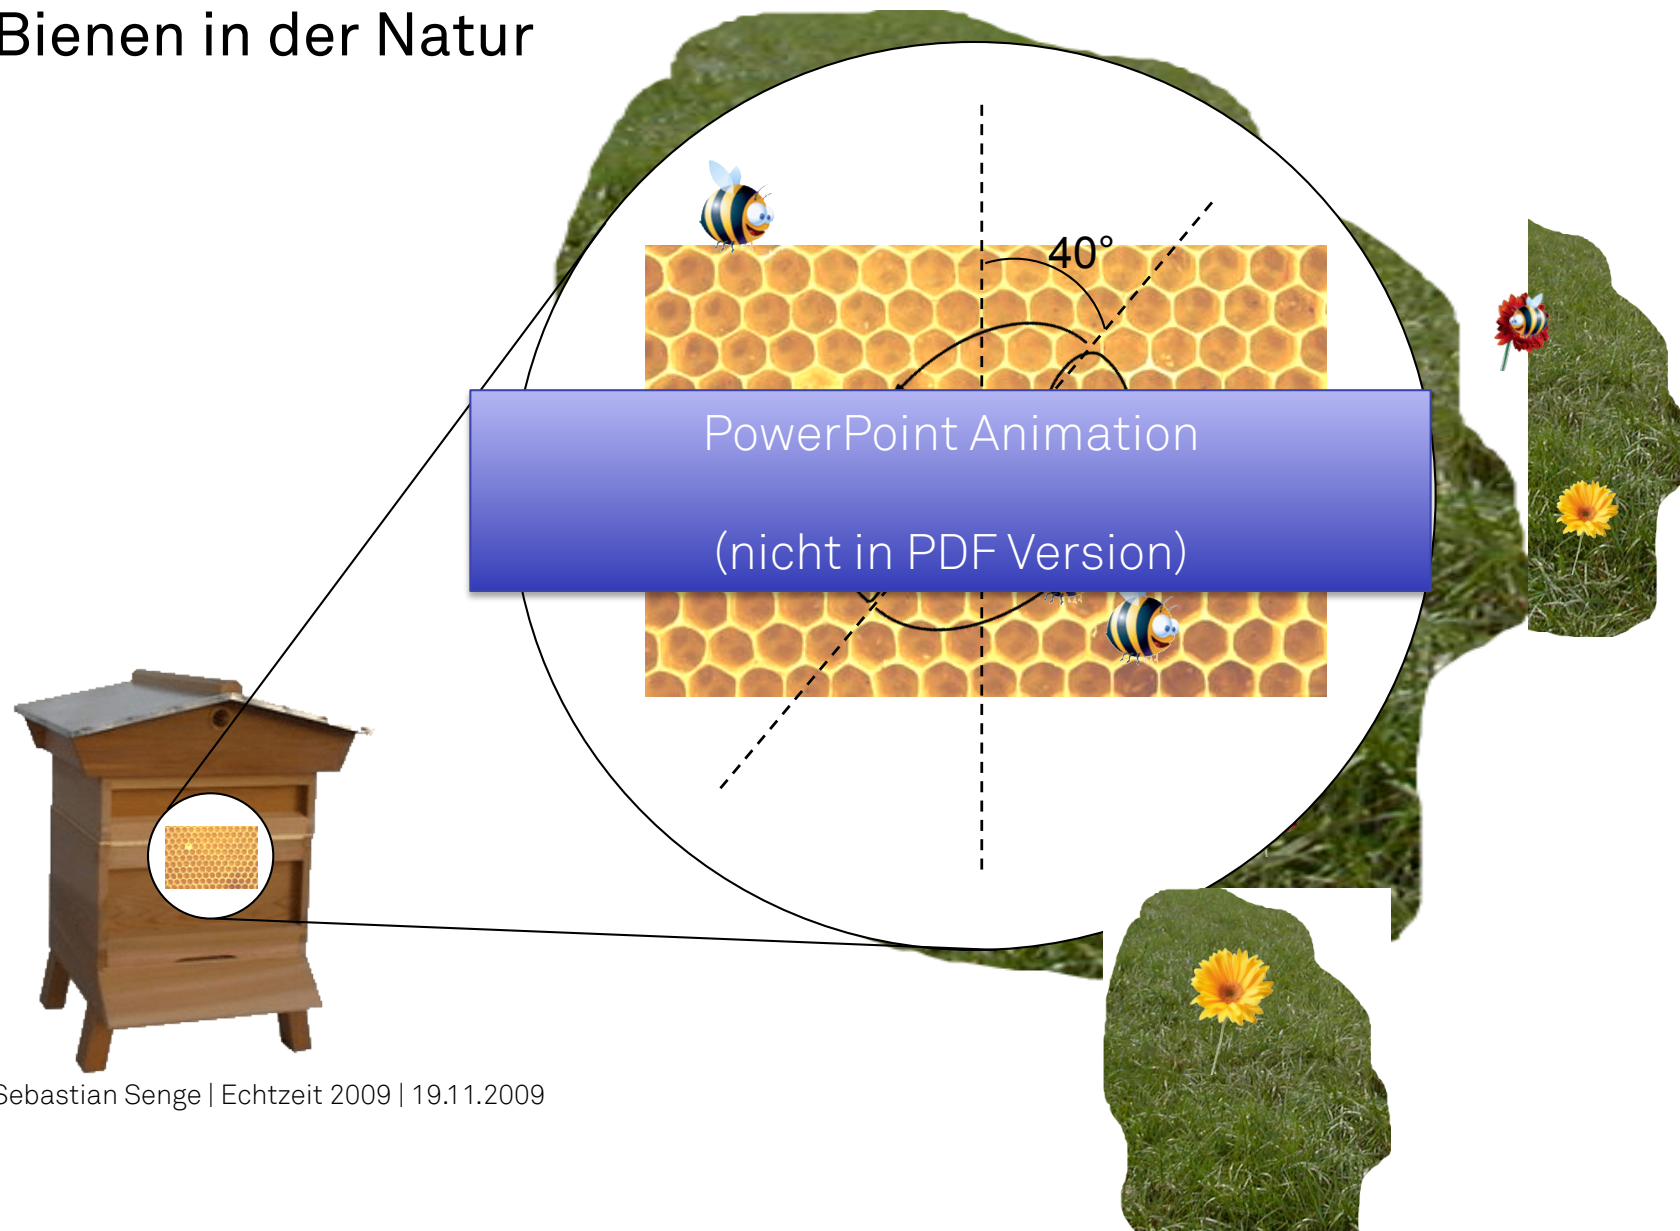 Bienen in der Natur
40°
PowerPoint Animation
(nicht in PDF Version)
Sebastian Senge | Echtzeit 2009 | 19.11.2009